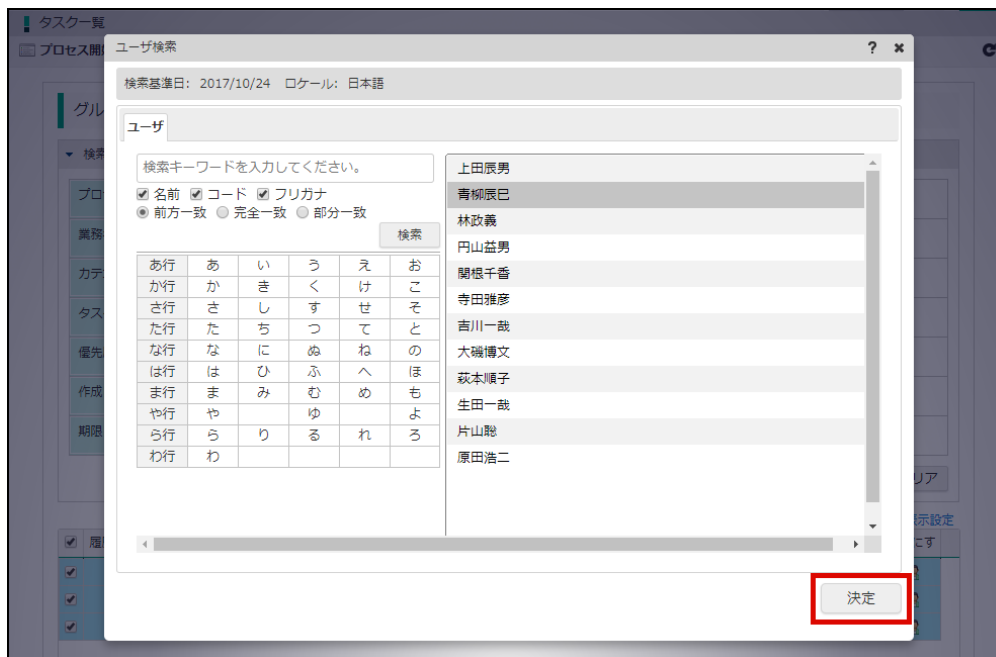 タスク一覧
プロセス開
ユーザ検索
?
検索基準日: 2017/10/24 ロケール: 日本語
グル
ユーザ
検索
検索キーワードを入力してください。
名前 コード フリガナ
前方一致 完全一致 部分一致
検索
あ行 あ い う え お
か行 か き く け こ
さ行 さ し す せ そ
た行 た ち つ て と
な行 な に ぬ ね の
は行 は ひ ふ へ ほ
ま行 ま み む め も
や行 や ゆ よ
ら行 ら り る れ ろ
わ行 わ
上田辰男
青柳辰巳
林政義
円山益男
関根千香
寺田雅彦
吉川一哉
大磯博文
萩本順子
生田一哉
片山聡
原田浩二
プロ
業務
カテ
タス
優先
作成
期限
リア
示設定
履
にす
決定